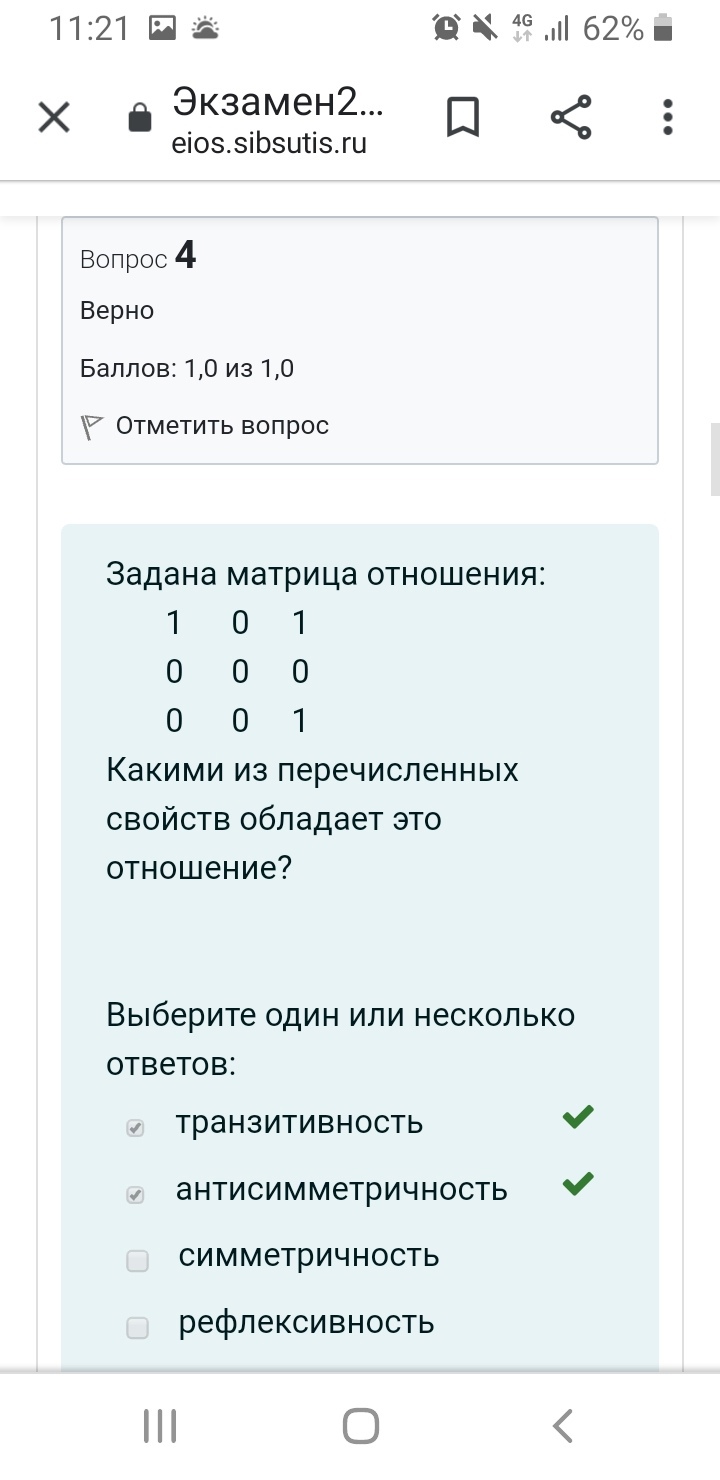 11:21 4G 62%
Экзамен2...
eios.sibsutis.ru
Вопрос 4
Верно
Баллов: 1,0 из 1,0
Отметить вопрос
Задана матрица отношения:
1 0 1
0 0 0
0 0 1
Какими из перечисленных
свойств обладает это
отношение?
Выберите один или несколько
ответов:
транзитивность
антисимметричность
симметричность
рефлексивность